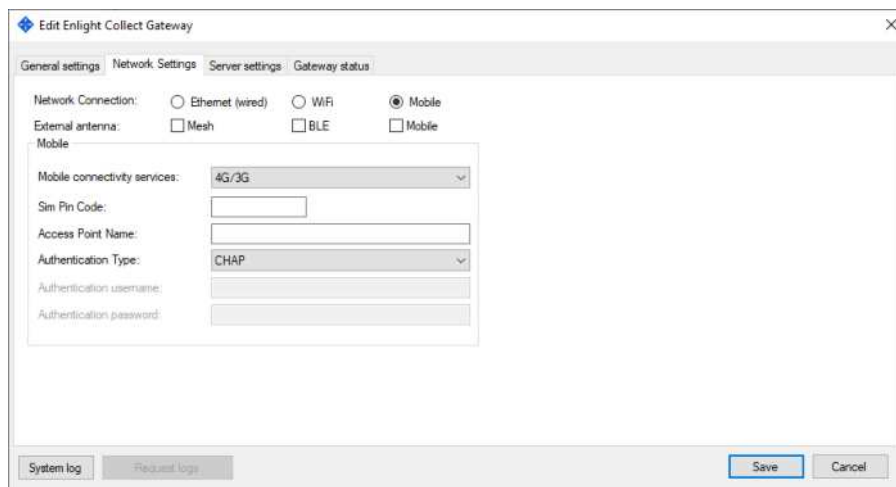 Edit Enlight Collect Gateway
General settings Network Settings Server settings Gateway status
Network Connection: Ethernet (wired) WiFi Mobile
External antenna: Mesh BLE Mobile
Mobile
Mobile connectivity services: 4G/3G
Sim Pin Code:
Access Point Name:
Authentication Type: CHAP
Authentication username:
Authentication password:
System log Request logs Save Cancel